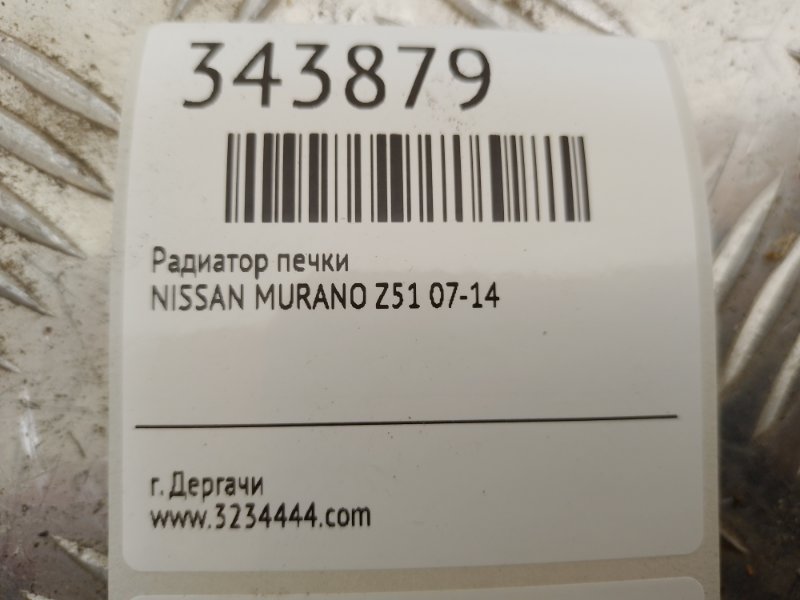 343879
Радиатор печки
NISSAN MURANO Z51 07-14
г. Дергачи
www.3234444.com